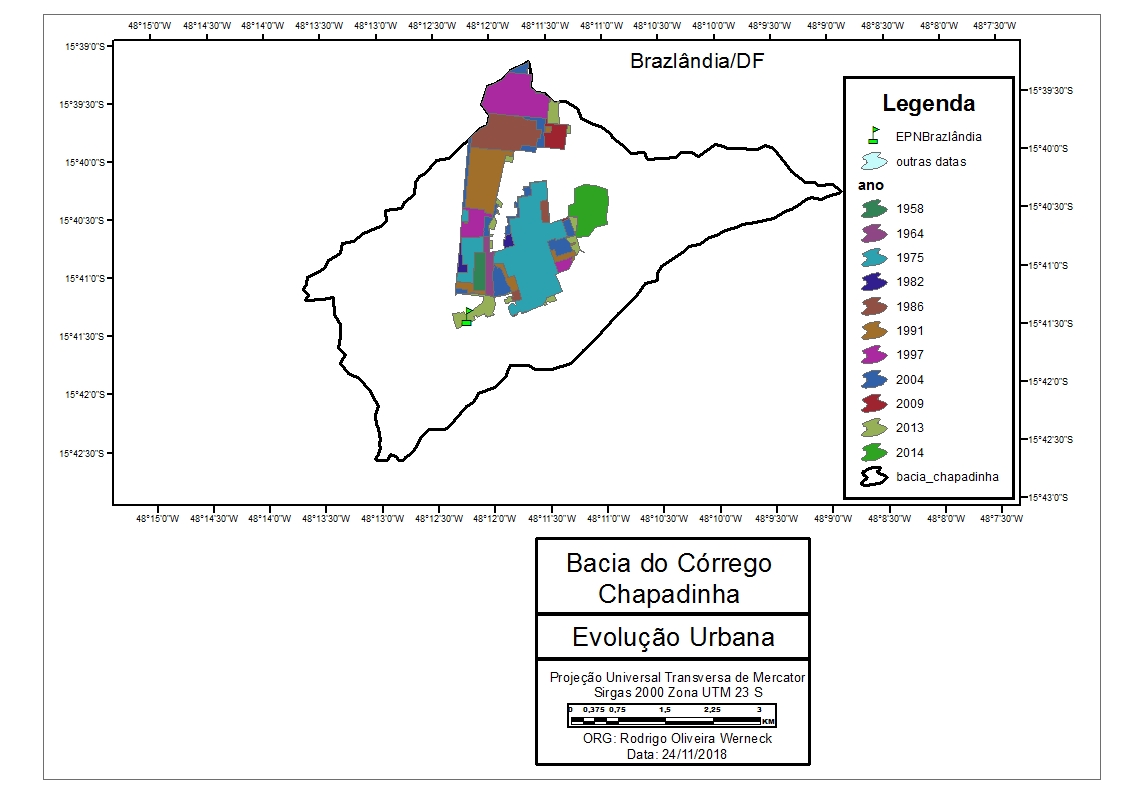 48°15'0"W 48°14'30"W 48°14'0"W 48°13'30"W 48°13'0"W 48°12'30"W 48°12'0"W 48°11'30"W 48°11'0"W 48°10'30"W 48°10'0"W 48°9'30"W 48°9'0"W 48°8'30"W 48°8'0"W 48°7'30"W
15°39'0"S
15°39'30"S
15°40'0"S
15°40'30"S
15°41'0"S
15°41'30"S
15°42'0"S
15°42'30"S
Brazlândia/DF
Legenda
EPNBrazlândia
outras datas
ano
1958
1964
1975
1982
1986
1991
1997
2004
2009
2013
2014
bacia_chapadinha
15°39'30"S
15°40'0"S
15°40'30"S
15°41'0"S
15°41'30"S
15°42'0"S
15°42'30"S
15°43'0"S
48°15'0"W 48°14'30"W 48°14'0"W 48°13'30"W 48°13'0"W 48°12'30"W 48°12'0"W 48°11'30"W 48°11'0"W 48°10'30"W 48°10'0"W 48°9'30"W 48°9'0"W 48°8'30"W 48°8'0"W 48°7'30"W
Bacia do Córrego
Chapadinha
Evolução Urbana
Projeção Universal Transversa de Mercator
Sirgas 2000 Zona UTM 23 S
0 0,375 0,75 1,5 2,25 3
KM
ORG: Rodrigo Oliveira Werneck
Data: 24/11/2018